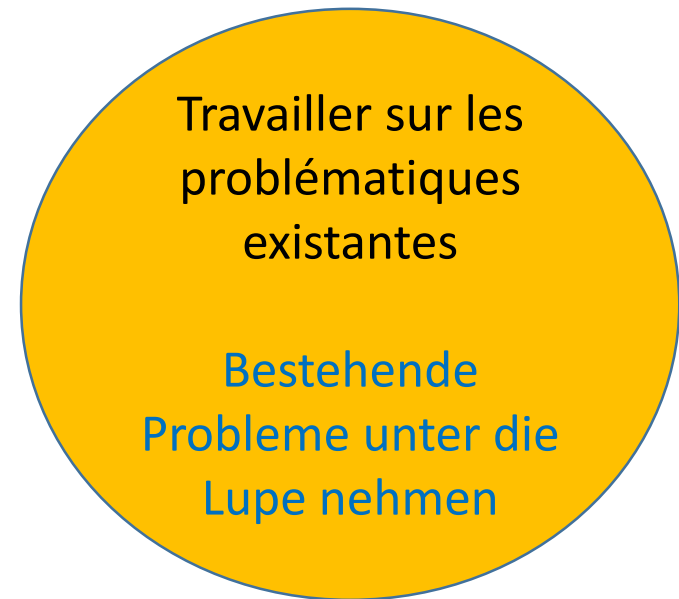 Travailler sur les
problématiques
existantes
Bestehende
Probleme unter die
Lupe nehmen